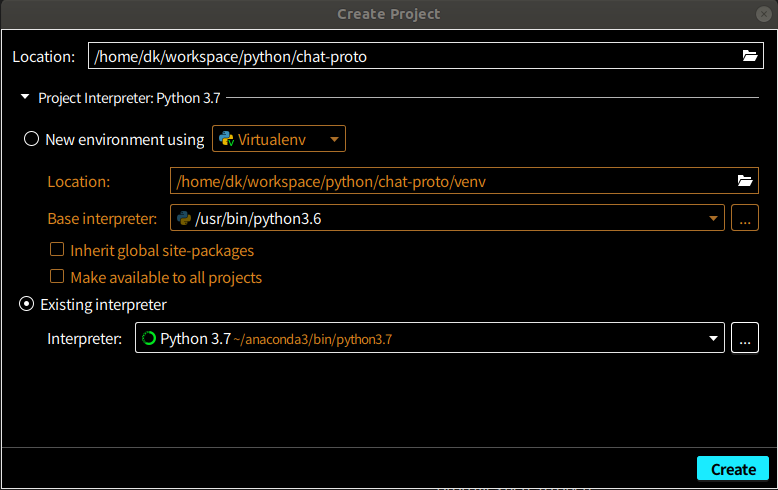 Create Project
Location: /home/dk/workspace/python/chat-proto
Project Interpreter: Python 3.7
New environment using Virtualenv
Location: /home/dk/workspace/python/chat-proto/venv
Base interpreter: /usr/bin/python3.6 ...
Inherit global site-packages
Make available to all projects
Existing interpreter
Interpreter: Python 3.7 ~/anaconda3/bin/python3.7 ...
Create